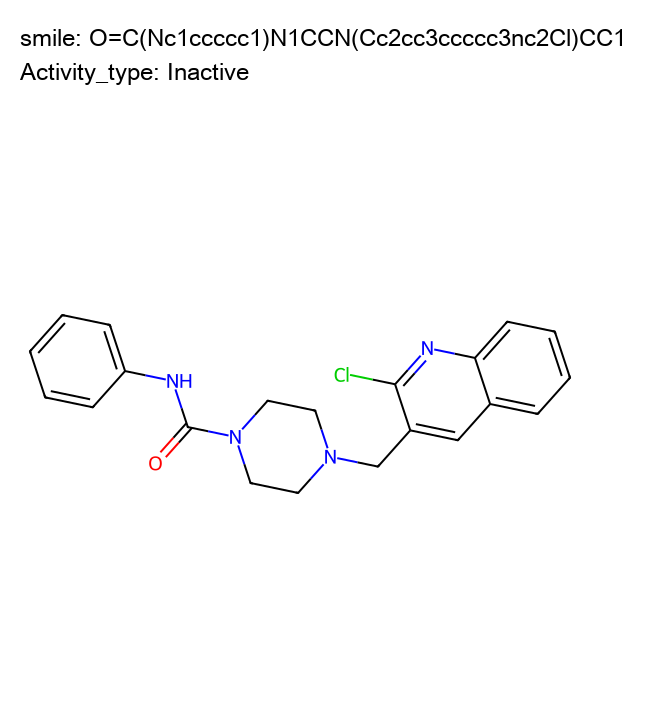 smile: O=C(Nc1ccccc1)N1CCN(Cc2cc3ccccc3nc2Cl)CC1
Activity_type: Inactive
N
Cl
NH
N
N
O